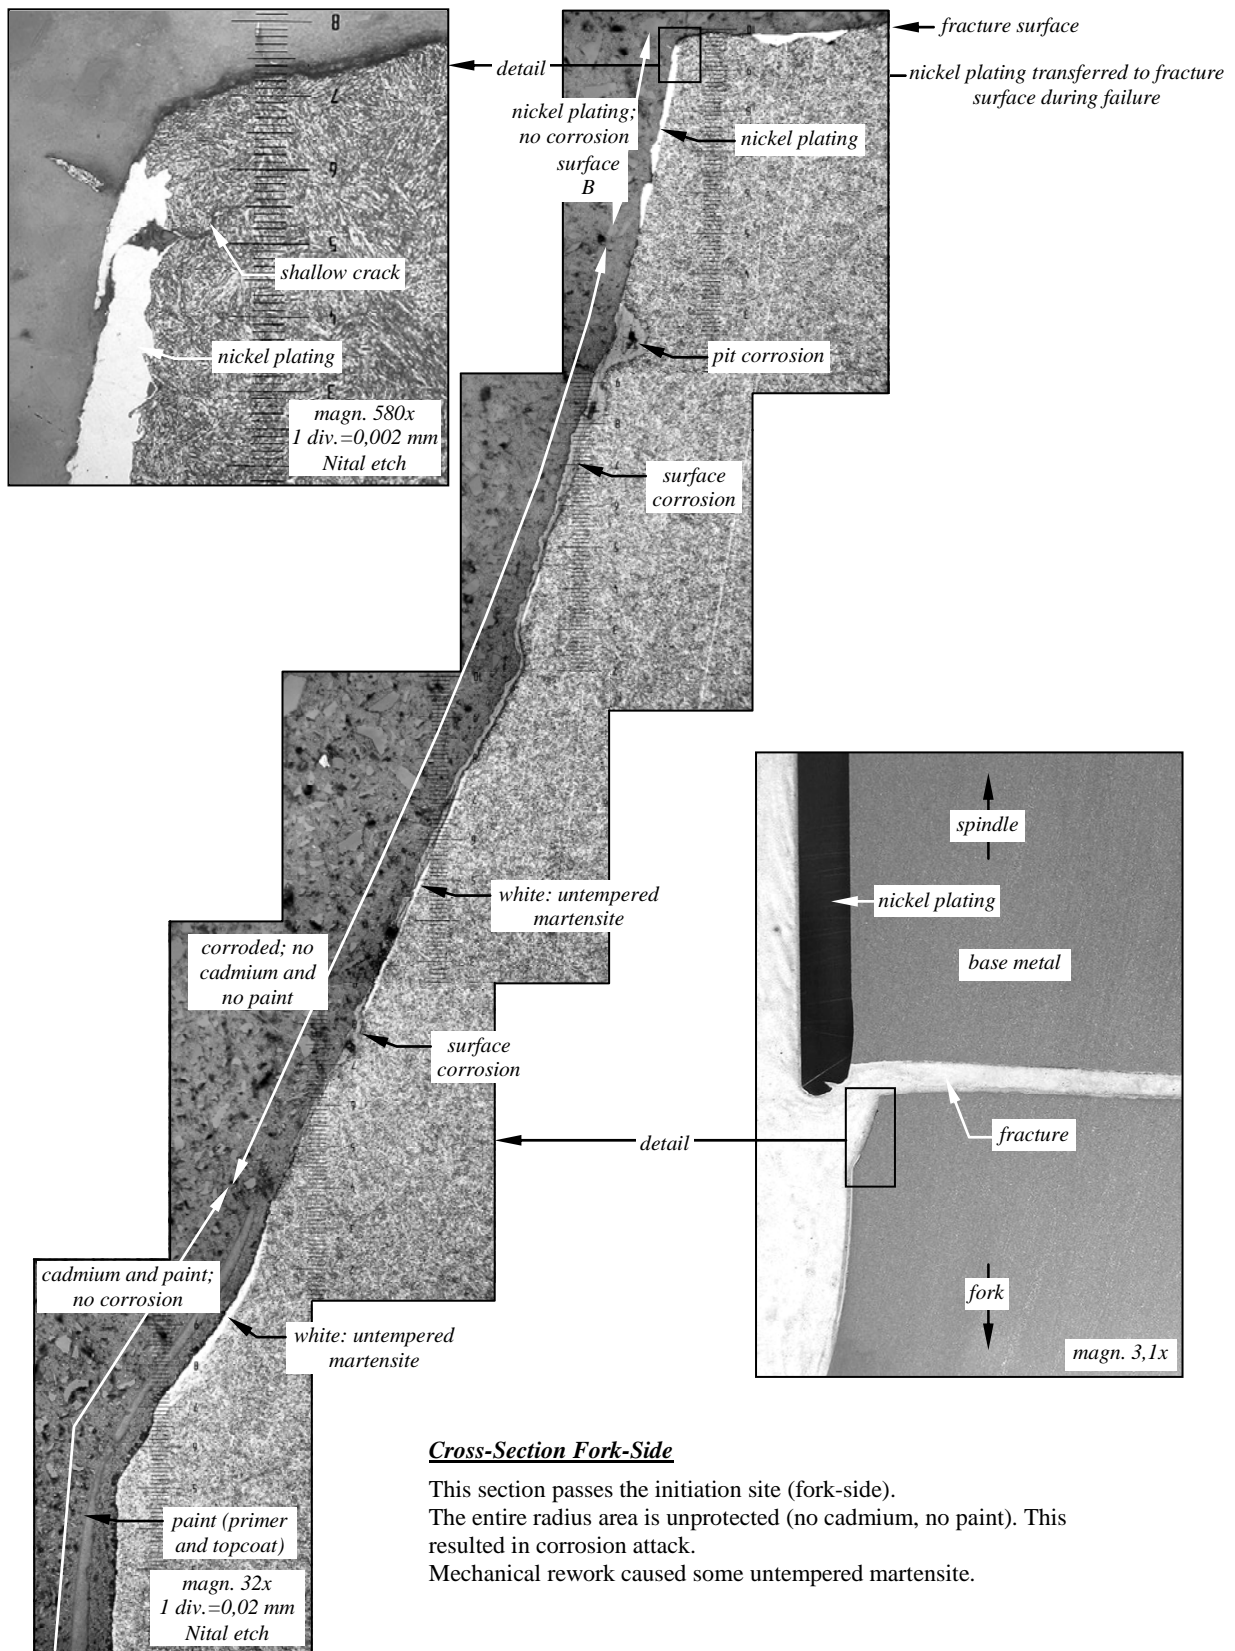 fracture surface
detail
nickel plating transferred to fracture
surface during failure
nickel plating;
no corrosion
surface
B
nickel plating
shallow crack
nickel plating
pit corrosion
magn. 580x
1 div.=0,002 mm
Nital etch
surface
corrosion
spindle
white: untempered
martensite
nickel plating
corroded; no
cadmium and
no paint
base metal
surface
corrosion
detail
fracture
cadmium and paint;
no corrosion
fork
white: untempered
martensite
magn. 3,1x
Cross-Section Fork-Side
This section passes the initiation site (fork-side).
The entire radius area is unprotected (no cadmium, no paint). This
resulted in corrosion attack.
Mechanical rework caused some untempered martensite.
paint (primer
and topcoat)
magn. 32x
1 div.=0,02 mm
Nital etch